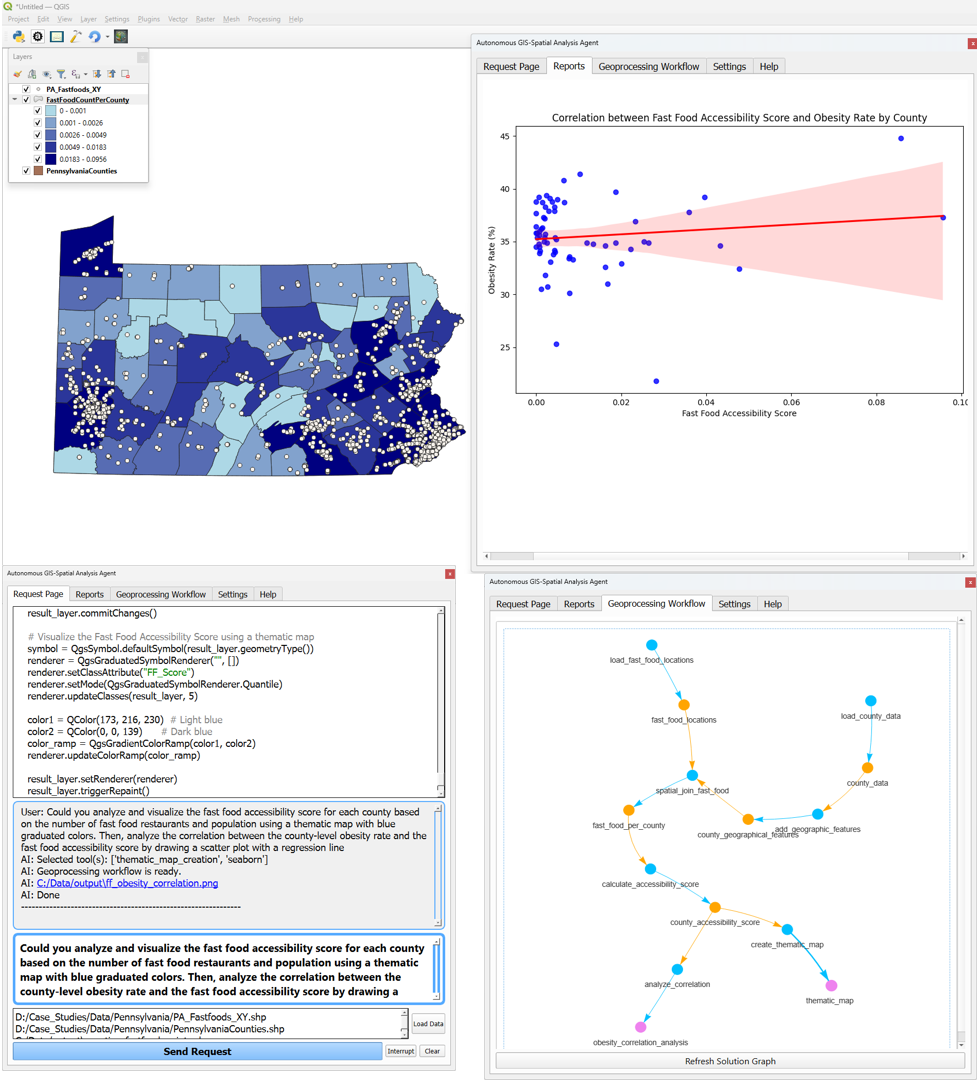 *Untitled — QGIS
Project Edit View Layer Settings Plugins Vector Raster Mesh Processing Help
Layers
PA_Fastfoods_XY
FastFoodCountPerCounty
0 - 0.001
0.001 - 0.0026
0.0026 - 0.0049
0.0049 - 0.0183
0.0183 - 0.0956
PennsylvaniaCounties
Autonomous GIS-Spatial Analysis Agent
Request Page Reports Geoprocessing Workflow Settings Help
Correlation between Fast Food Accessibility Score and Obesity Rate by County
45
40
35
30
25
Obesity Rate (%)
0.00 0.02 0.04 0.06 0.08 0.10
Fast Food Accessibility Score
Autonomous GIS-Spatial Analysis Agent
Request Page Reports Geoprocessing Workflow Settings Help
result_layer.commitChanges()
# Visualize the Fast Food Accessibility Score using a thematic map
symbol = QgsSymbol.defaultSymbol(result_layer.geometryType())
renderer = QgsGraduatedSymbolRenderer("", [])
renderer.setClassAttribute("FF_Score")
renderer.setMode(QgsGraduatedSymbolRenderer.Quantile)
renderer.updateClasses(result_layer, 5)
color1 = QColor(173, 216, 230) # Light blue
color2 = QColor(0, 0, 139) # Dark blue
color_ramp = QgsGradientColorRamp(color1, color2)
renderer.updateColorRamp(color_ramp)
result_layer.setRenderer(renderer)
result_layer.triggerRepaint()
User: Could you analyze and visualize the fast food accessibility score for each county based
on the number of fast food restaurants and population using a thematic map with blue
graduated colors. Then, analyze the correlation between the county-level obesity rate and the
fast food accessibility score by drawing a scatter plot with a regression line
AI: Selected tool(s): ['thematic_map_creation', 'seaborn']
AI: Geoprocessing workflow is ready.
AI: C:/Data/output\ff_obesity_correlation.png
AI: Done
-------------------------------------------------------------
Could you analyze and visualize the fast food accessibility score for each county
based on the number of fast food restaurants and population using a thematic
map with blue graduated colors. Then, analyze the correlation between the
county-level obesity rate and the fast food accessibility score by drawing a
D:/Case_Studies/Data/Pennsylvania/PA_Fastfoods_XY.shp
D:/Case_Studies/Data/Pennsylvania/PennsylvaniaCounties.shp
Load Data
Send Request
Interrupt
Clear
Autonomous GIS-Spatial Analysis Agent
Request Page Reports Geoprocessing Workflow Settings Help
load_fast_food_locations
fast_food_locations
load_county_data
county_data
spatial_join_fast_food
fast_food_per_county
county_geographical_features
add_geographic_features
calculate_accessibility_score
county_accessibility_score
create_thematic_map
analyze_correlation
thematic_map
obesity_correlation_analysis
Refresh Solution Graph